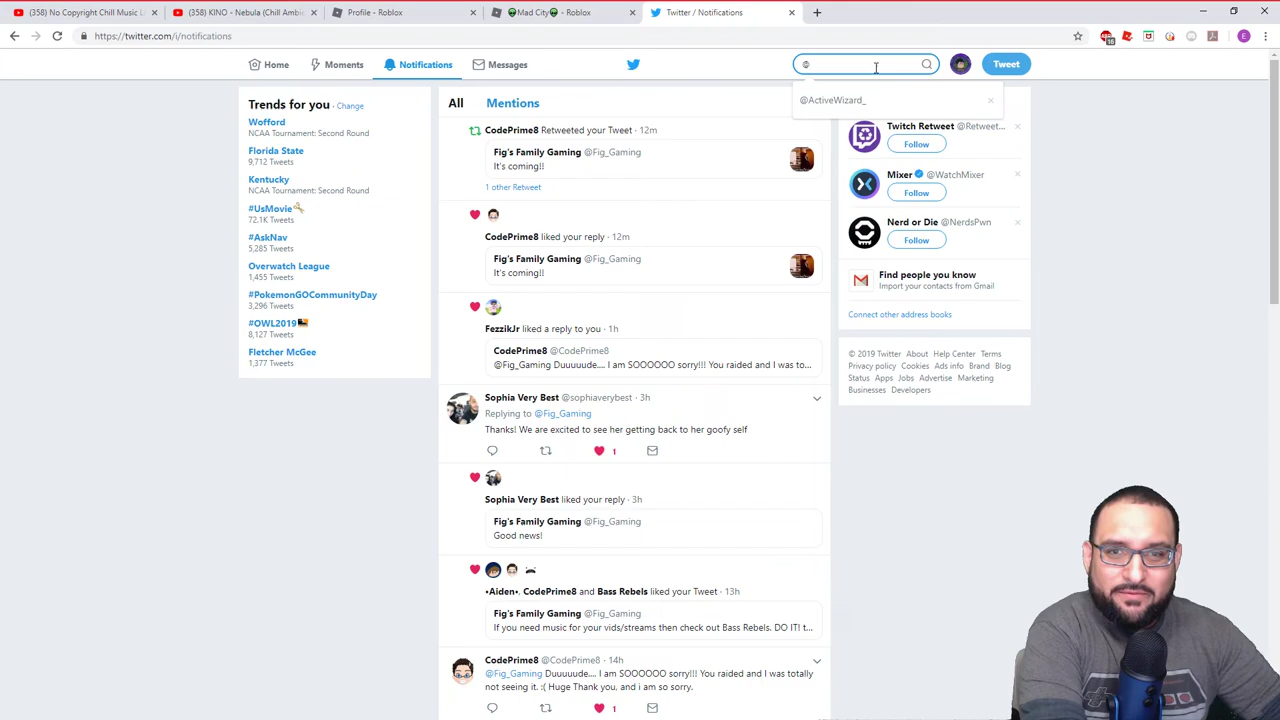 (358) No Copyright Chill Music Li
(358) KINO - Nebula (Chill Ambie
Profile - Roblox
Mad City - Roblox
Twitter / Notifications
https://twitter.com/i/notifications
16
E
Home
Moments
Notifications
Messages
@
Tweet
@ActiveWizard_
Trends for you · Change
Wofford
NCAA Tournament: Second Round
Florida State
9,712 Tweets
Kentucky
NCAA Tournament: Second Round
#UsMovie
72.1K Tweets
#AskNav
5,285 Tweets
Overwatch League
1,455 Tweets
#PokemonGOCommunityDay
3,296 Tweets
#OWL2019
8,127 Tweets
Fletcher McGee
1,377 Tweets
All Mentions
CodePrime8 Retweeted your Tweet · 12m
Fig's Family Gaming @Fig_Gaming
It's coming!!
1 other Retweet
CodePrime8 liked your reply · 12m
Fig's Family Gaming @Fig_Gaming
It's coming!!
FezzikJr liked a reply to you · 1h
CodePrime8 @CodePrime8
@Fig_Gaming Duuuuude.... I am SOOOOOO sorry!!! You raided and I was to...
Sophia Very Best @sophiaverybest · 3h
Replying to @Fig_Gaming
Thanks! We are excited to see her getting back to her goofy self
1
Sophia Very Best liked your reply · 3h
Fig's Family Gaming @Fig_Gaming
Good news!
•Aiden•, CodePrime8 and Bass Rebels liked your Tweet · 13h
Fig's Family Gaming @Fig_Gaming
If you need music for your vids/streams then check out Bass Rebels. DO IT! t...
CodePrime8 @CodePrime8 · 14h
@Fig_Gaming Duuuuude.... I am SOOOOOO sorry!!! You raided and I was totally
not seeing it. :( Huge Thank you, and i am so sorry.
1
Twitch Retweet @Retweet...
Follow
Mixer @WatchMixer
Follow
Nerd or Die @NerdsPwn
Follow
Find people you know
Import your contacts from Gmail
Connect other address books
© 2019 Twitter About Help Center Terms
Privacy policy Cookies Ads info Brand Blog
Status Apps Jobs Advertise Marketing
Businesses Developers